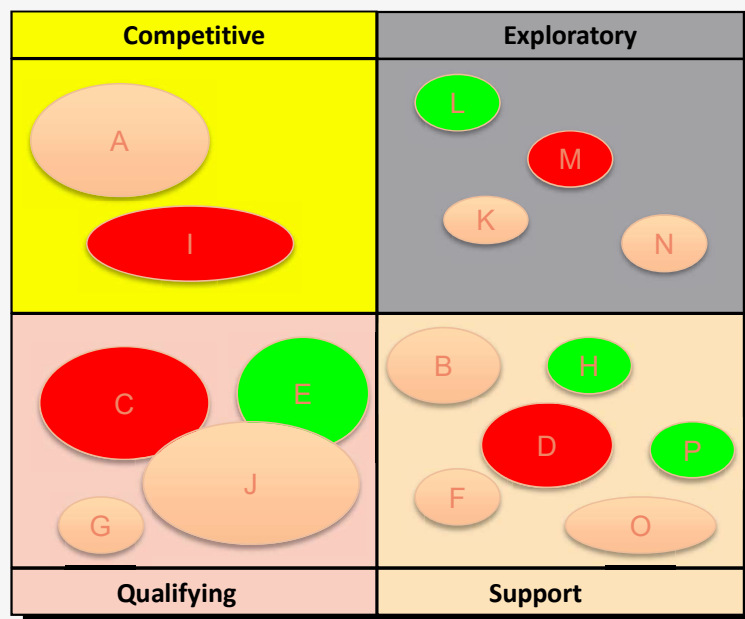 Competitive
Exploratory
A
I
L
M
K
N
C
E
J
G
B
H
D
P
F
O
Qualifying
Support